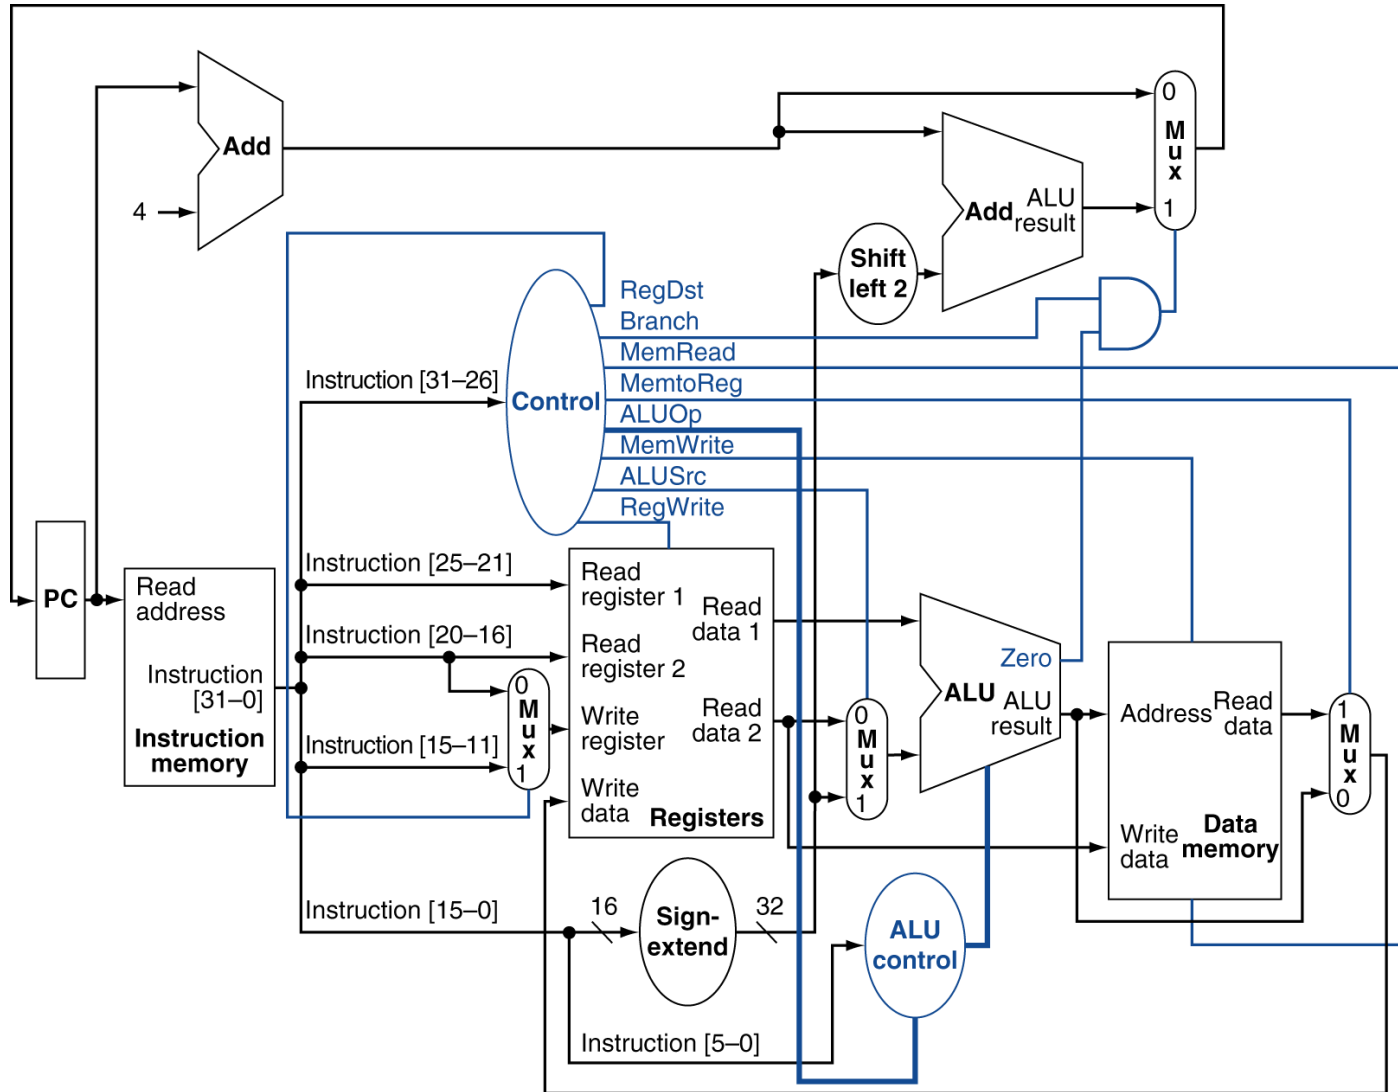 0
M
u
x
1
Add
4
Add
ALU
result
Shift
left 2
RegDst
Branch
MemRead
MemtoReg
ALUOp
MemWrite
ALUSrc
RegWrite
Control
Instruction [31–26]
Instruction [25–21]
Instruction [20–16]
Instruction [15–11]
Instruction [15–0]
Instruction [5–0]
PC
Read
address
Instruction
[31–0]
Instruction
memory
0
M
u
x
1
Read
register 1
Read
register 2
Write
register
Write
data
Read
data 1
Read
data 2
Registers
0
M
u
x
1
Zero
ALU
ALU
result
Address
Read
data
Write
data
Data
memory
1
M
u
x
0
16
Sign-
extend
32
ALU
control